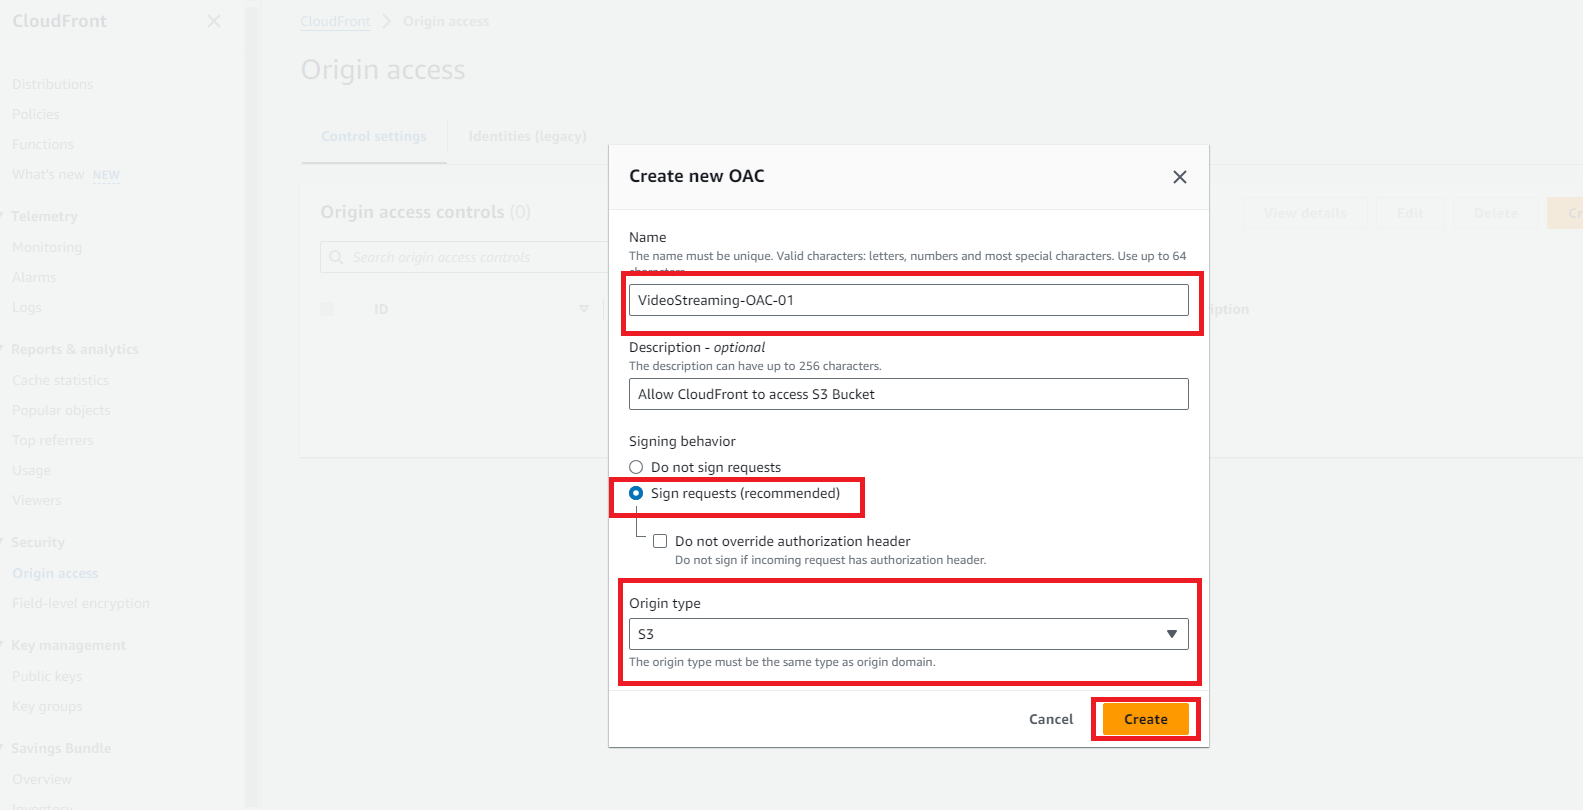 CloudFront
Distributions
Policies
Functions
What's new NEW
Telemetry
Monitoring
Alarms
Logs
Reports & analytics
Cache statistics
Popular objects
Top referrers
Usage
Viewers
Security
Origin access
Field-level encryption
Key management
Public keys
Key groups
Savings Bundle
Overview
Inventory
CloudFront > Origin access
Origin access
Control settings
Identities (legacy)
Origin access controls (0)
Search origin access controls
View details
Edit
Delete
Cr
ID
iption
Create new OAC
Name
The name must be unique. Valid characters: letters, numbers and most special characters. Use up to 64
characters.
VideoStreaming-OAC-01
Description - optional
The description can have up to 256 characters.
Allow CloudFront to access S3 Bucket
Signing behavior
Do not sign requests
Sign requests (recommended)
Do not override authorization header
Do not sign if incoming request has authorization header.
Origin type
S3
The origin type must be the same type as origin domain.
Cancel
Create